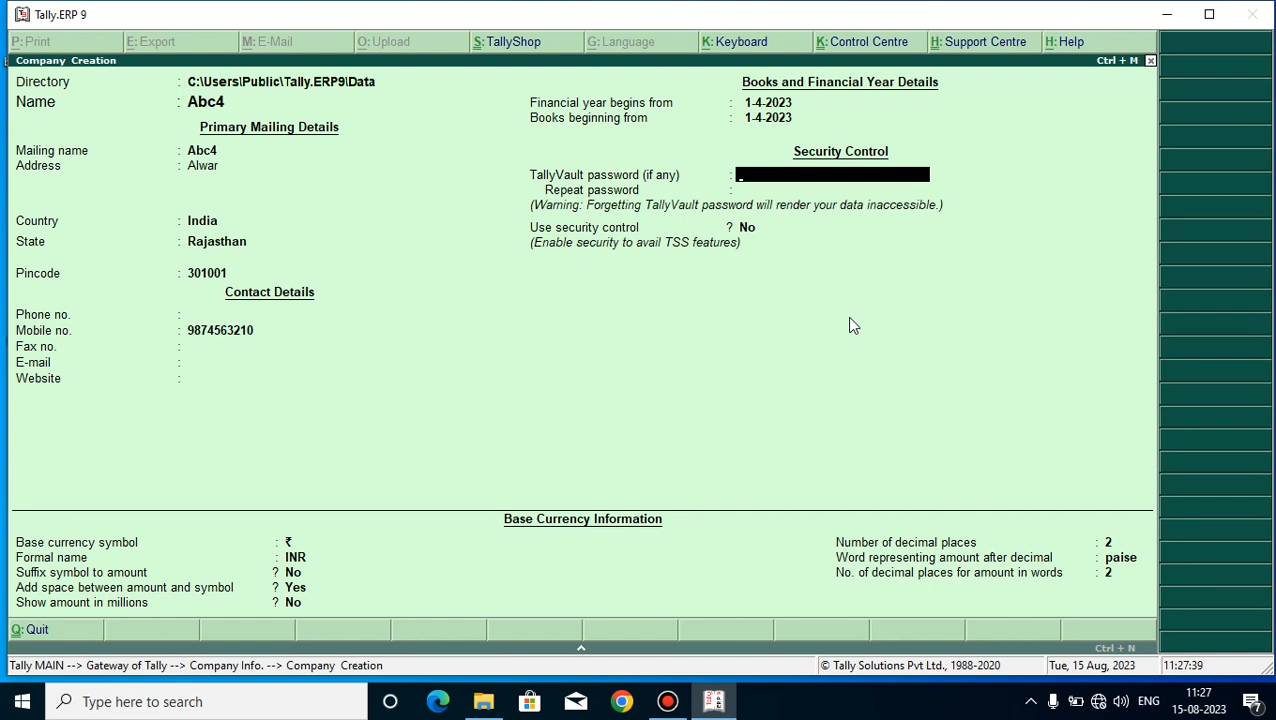 Tally.ERP 9
P: Print E: Export M: E-Mail O: Upload S: TallyShop G: Language K: Keyboard K: Control Centre H: Support Centre H: Help
Company Creation Ctrl + M
Directory : C:\Users\Public\Tally.ERP9\Data
Name : Abc4
Primary Mailing Details
Mailing name : Abc4
Address : Alwar
Country : India
State : Rajasthan
Pincode : 301001
Contact Details
Phone no. :
Mobile no. : 9874563210
Fax no. :
E-mail :
Website :
Books and Financial Year Details
Financial year begins from : 1-4-2023
Books beginning from : 1-4-2023
Security Control
TallyVault password (if any) :
Repeat password :
(Warning: Forgetting TallyVault password will render your data inaccessible.)
Use security control ? No
(Enable security to avail TSS features)
Base Currency Information
Base currency symbol : ₹
Formal name : INR
Suffix symbol to amount ? No
Add space between amount and symbol ? Yes
Show amount in millions ? No
Number of decimal places : 2
Word representing amount after decimal : paise
No. of decimal places for amount in words : 2
Q: Quit
Ctrl + N
Tally MAIN --> Gateway of Tally --> Company Info. --> Company Creation © Tally Solutions Pvt Ltd., 1988-2020 Tue, 15 Aug, 2023 11:27:39
Type here to search ENG 11:27
15-08-2023 7